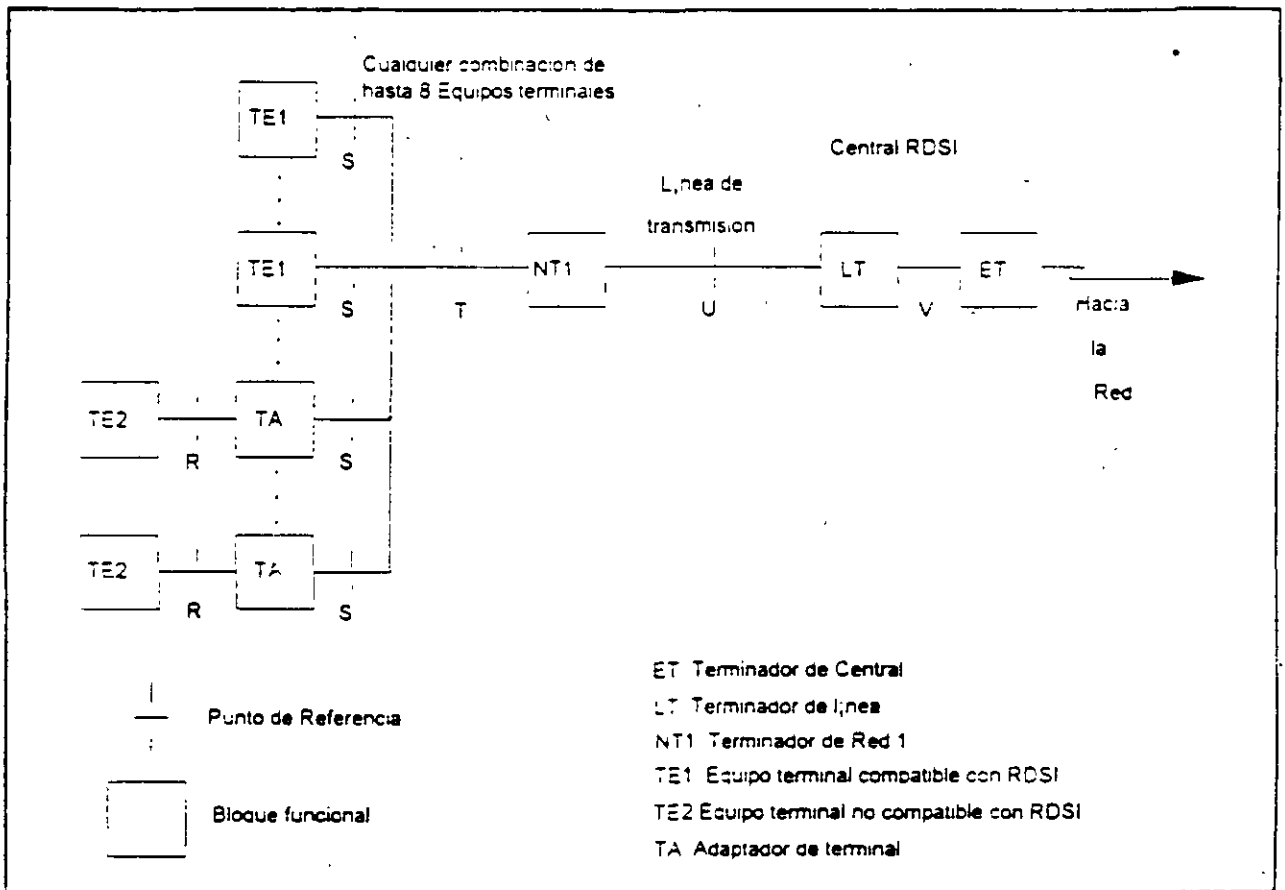 Cualquier combinacion de
hasta 8 Equipos terminales
TE1
S
Central RDSI
L¡nea de
transmision
TE1
S
T
NT1
U
LT
V
ET
Hacia
la
Red
TE2
R
TA
S
TE2
R
TA
S
Punto de Referencia
Bloque funcional
ET Terminador de Central
LT Terminador de l¡nea
NT1 Terminador de Red 1
TE1 Equipo terminal compatible con RDSI
TE2 Equipo terminal no compatible con RDSI
TA Adaptador de terminal